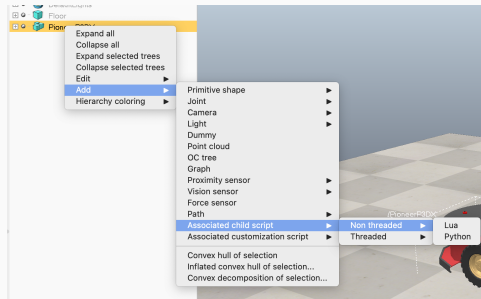 Floor
Expand all
Collapse all
Expand selected trees
Collapse selected trees
Edit
Add
Hierarchy coloring
Primitive shape
Joint
Camera
Light
Dummy
Point cloud
OC tree
Graph
Proximity sensor
Vision sensor
Force sensor
Path
Associated child script
Associated customization script
Convex hull of selection
Inflated convex hull of selection...
Convex decomposition of selection...
Non threaded
Threaded
Lua
Python
/PioneerP3DX